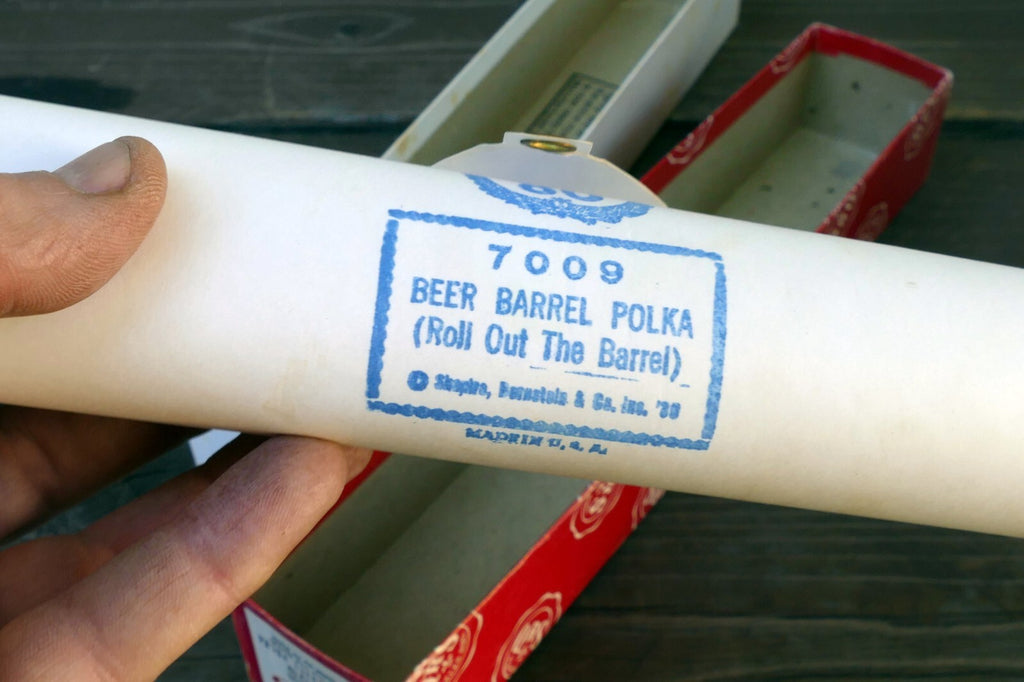 7009
BEER BARREL POLKA
(Roll Out The Barrel)
© Shapiro, Bernstein & Co. Inc. '39
MADE IN U. S. A.